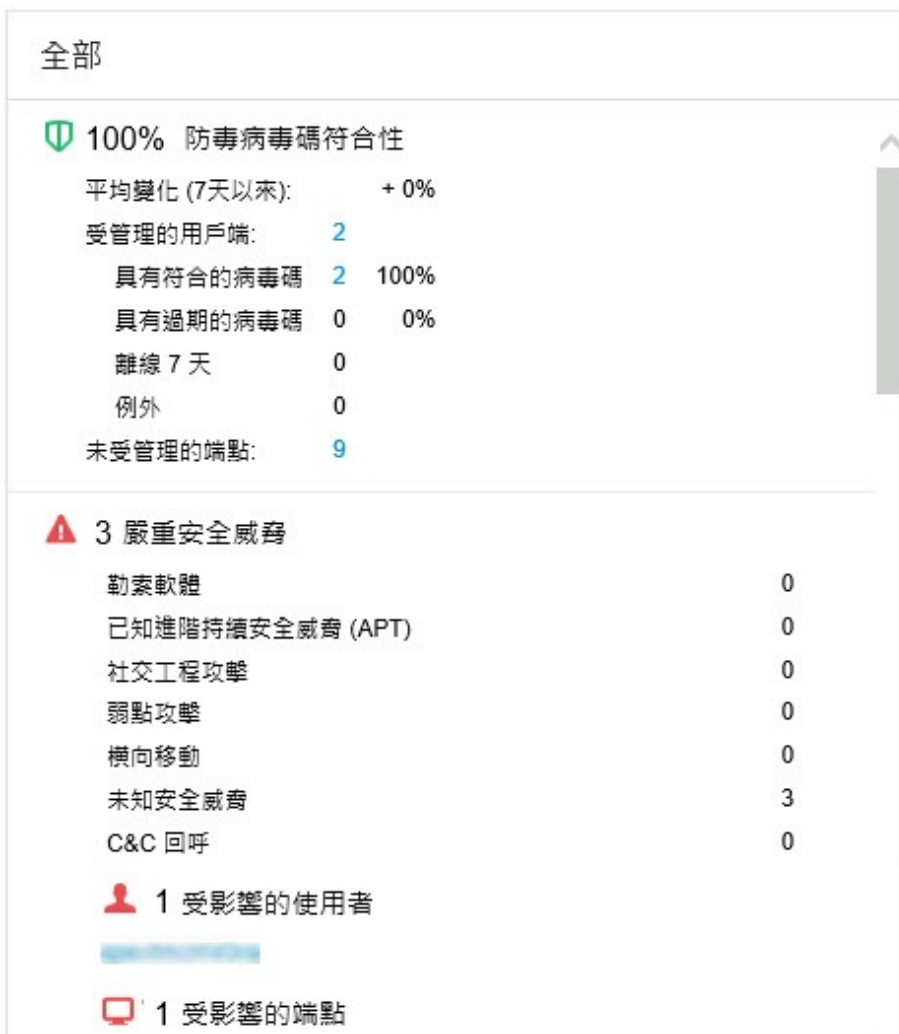 全部
100% 防毒病毒碼符合性
平均變化 (7天以來): + 0%
受管理的用戶端: 2
具有符合的病毒碼 2 100%
具有過期的病毒碼 0 0%
離線 7 天 0
例外 0
未受管理的端點: 9
3 嚴重安全威脅
勒索軟體 0
已知進階持續安全威脅 (APT) 0
社交工程攻擊 0
弱點攻擊 0
橫向移動 0
未知安全威脅 3
C&C 回呼 0
1 受影響的使用者
1 受影響的端點